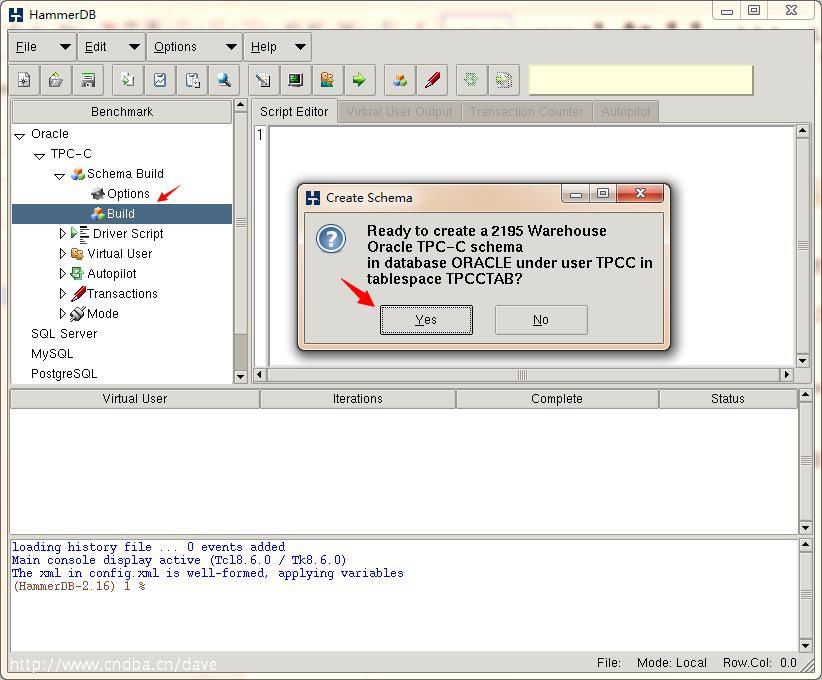 HammerDB
File Edit Options Help
Benchmark
Script Editor Virtual User Output Transaction Counter Autopilot
Oracle
TPC-C
Schema Build
Options
Build
Driver Script
Virtual User
Autopilot
Transactions
Mode
SQL Server
MySQL
PostgreSQL
1
Create Schema
Ready to create a 2195 Warehouse
Oracle TPC-C schema
in database ORACLE under user TPCC in
tablespace TPCCTAB?
Yes No
Virtual User Iterations Complete Status
loading history file ... 0 events added
Main console display active (Tcl8.6.0 / Tk8.6.0)
The xml in config.xml is well-formed, applying variables
(HammerDB-2.16) 1 %
http://www.cndba.cn/dave
File: Mode: Local Row.Col: 0.0